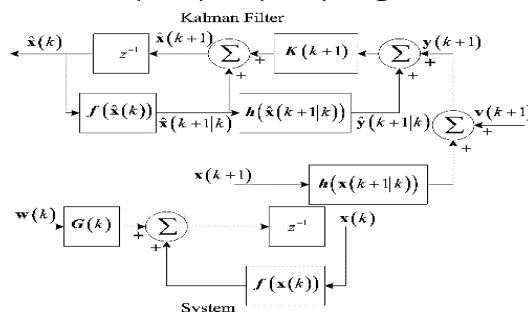 Kalman Filter
x̂(k)
z⁻¹
x̂(k+1)
Σ
+
+
K(k+1)
Σ
+
+
y(k+1)
f(x̂(k))
x̂(k+1|k)
h(x̂(k+1|k))
ŷ(k+1|k)
v(k+1)
Σ
+
+
x(k+1)
h(x(k+1|k))
w(k)
G(k)
+
+
Σ
z⁻¹
x(k)
f(x(k))
System